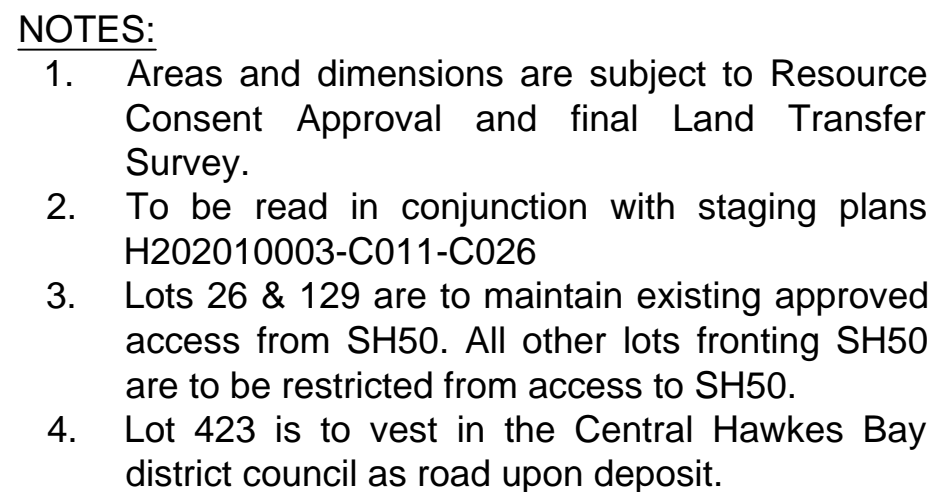 NOTES:
1. Areas and dimensions are subject to Resource
Consent Approval and final Land Transfer
Survey.
2. To be read in conjunction with staging plans
H202010003-C011-C026
3. Lots 26 & 129 are to maintain existing approved
access from SH50. All other lots fronting SH50
are to be restricted from access to SH50.
4. Lot 423 is to vest in the Central Hawkes Bay
district council as road upon deposit.